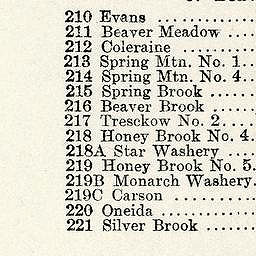 210 Evans ............
211 Beaver Meadow ....
212 Coleraine .........
213 Spring Mtn. No. 1...
214 Spring Mtn. No. 4...
215 Spring Brook ......
216 Beaver Brook ......
217 Tresckow No. 2.....
218 Honey Brook No. 4.
218A Star Washery ....
219 Honey Brook No. 5.
219B Monarch Washery.
219C Carson ..........
220 Oneida ............
221 Silver Brook .......